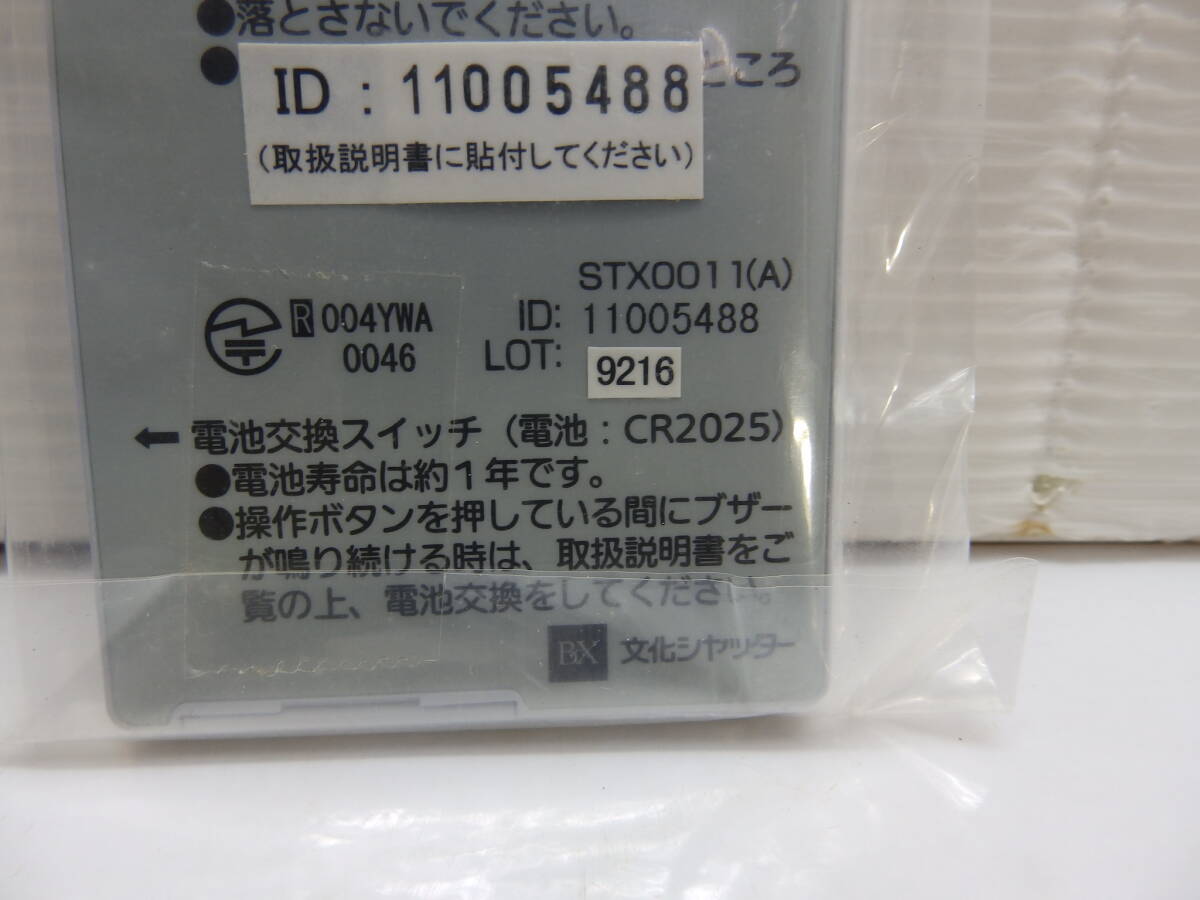 ●落とさないでください。
● ところ
ID : 11005488
(取扱説明書に貼付してください)
STX0011(A)
R 004YWA ID: 11005488
0046 LOT: 9216
← 電池交換スイッチ (電池 : CR2025)
●電池寿命は約1年です。
●操作ボタンを押している間にブザー
が鳴り続ける時は、取扱説明書をご
覧の上、電池交換をしてください。
BX 文化シヤッター